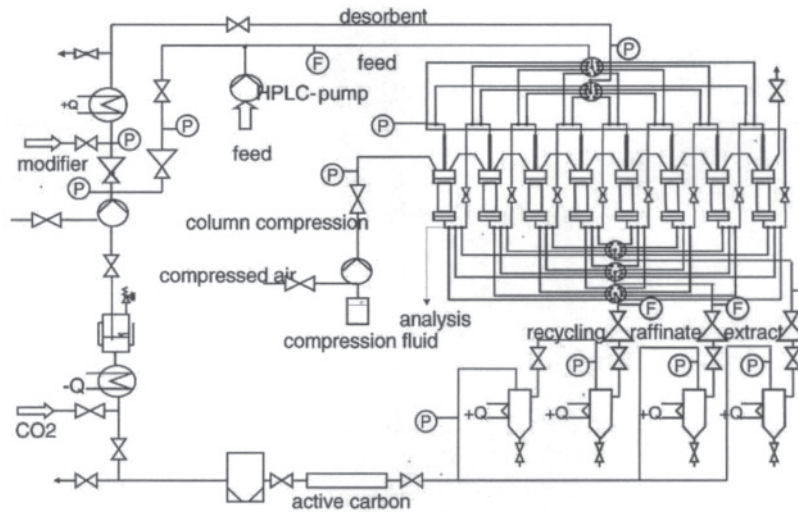 desorbent
P
F
feed
P
HPLC-pump
+Q
P
P
P
modifier
feed
P
P
column compression
compressed air
analysis
F
F
compression fluid
recycling
raffinate
extract
-Q
P
P
P
P
+Q
+Q
+Q
+Q
CO2
active carbon